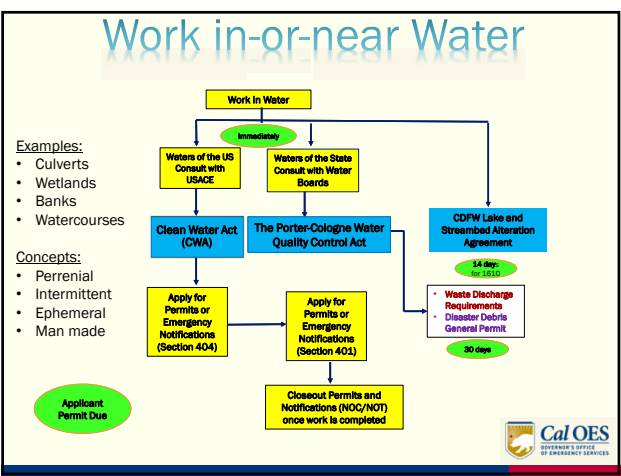 Work in-or-near Water
Work in Water
Immediately
Examples:
• Culverts
• Wetlands
• Banks
• Watercourses
Concepts:
• Perrenial
• Intermittent
• Ephemeral
• Man made
Waters of the US
Consult with
USACE
Waters of the State
Consult with Water
Boards
Clean Water Act
(CWA)
The Porter-Cologne Water
Quality Control Act
CDFW Lake and
Streambed Alteration
Agreement
14 days
for 1610
Apply for
Permits or
Emergency
Notifications
(Section 404)
Apply for
Permits or
Emergency
Notifications
(Section 401)
• Waste Discharge
Requirements
• Disaster Debris
General Permit
30 days
Closeout Permits and
Notifications (NOC/NOT)
once work is completed
Applicant
Permit Due
Cal OES
GOVERNOR'S OFFICE
OF EMERGENCY SERVICES